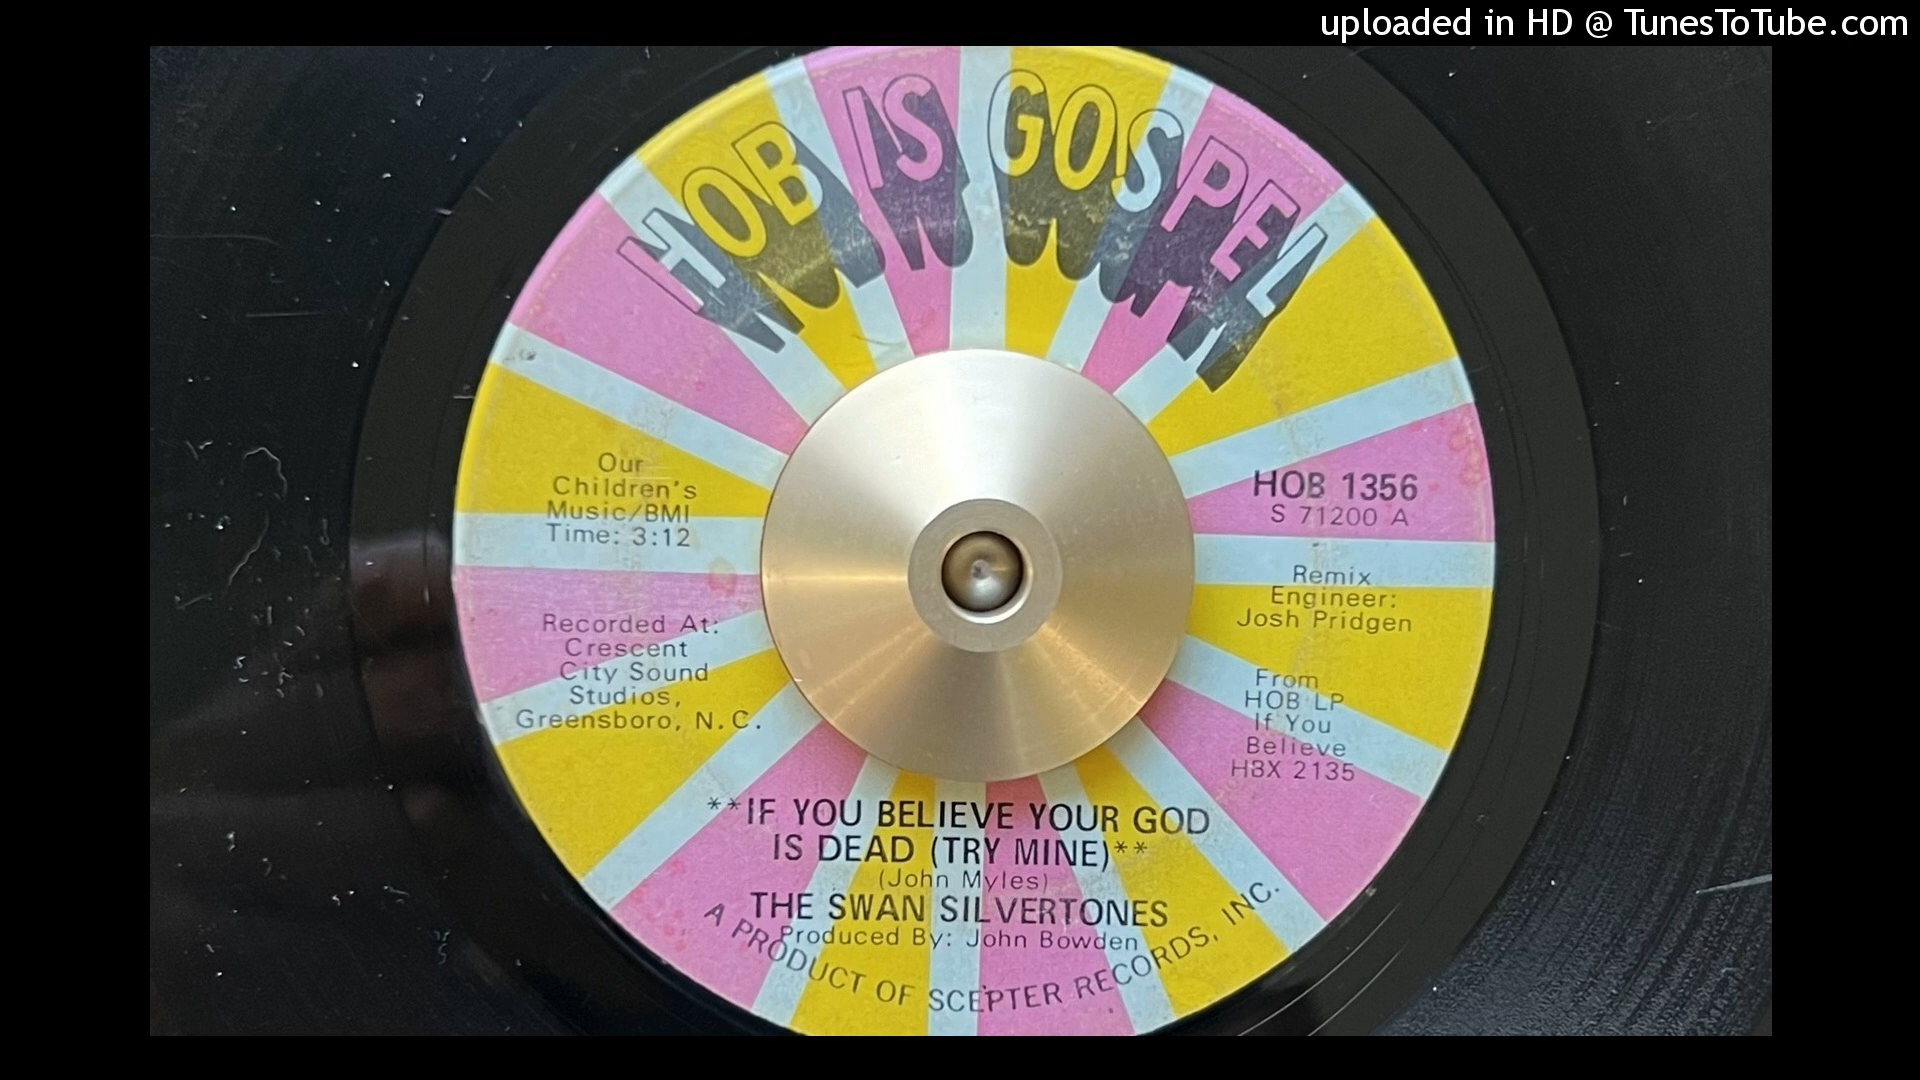 uploaded in HD @ TunesToTube.com
HOB IS GOSPEL
Our
Children's
Music/BMI
Time: 3:12
Recorded At:
Crescent
City Sound
Studios,
Greensboro, N.C.
HOB 1356
S 71200 A
Remix
Engineer:
Josh Pridgen
From
HOB LP
If You
Believe
HBX 2135
**IF YOU BELIEVE YOUR GOD
IS DEAD (TRY MINE)**
(John Myles)
THE SWAN SILVERTONES
Produced By: John Bowden
A PRODUCT OF SCEPTER RECORDS, INC.